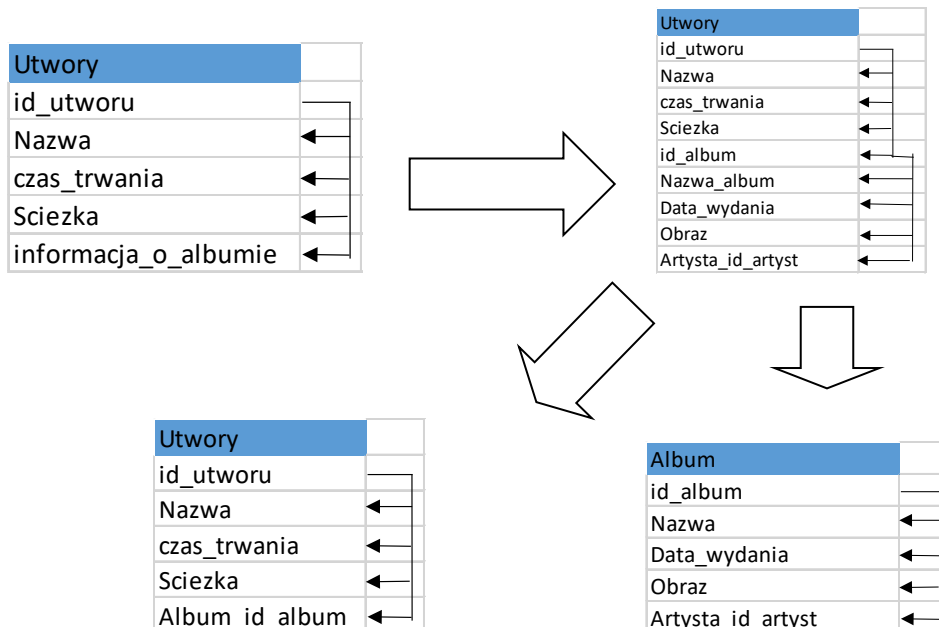 Utwory
id_utworu
Nazwa
czas_trwania
Sciezka
informacja_o_albumie
Utwory
id_utworu
Nazwa
czas_trwania
Sciezka
id_album
Nazwa_album
Data_wydania
Obraz
Artysta_id_artyst
Utwory
id_utworu
Nazwa
czas_trwania
Sciezka
Album_id_album
Album
id_album
Nazwa
Data_wydania
Obraz
Artysta_id_artyst